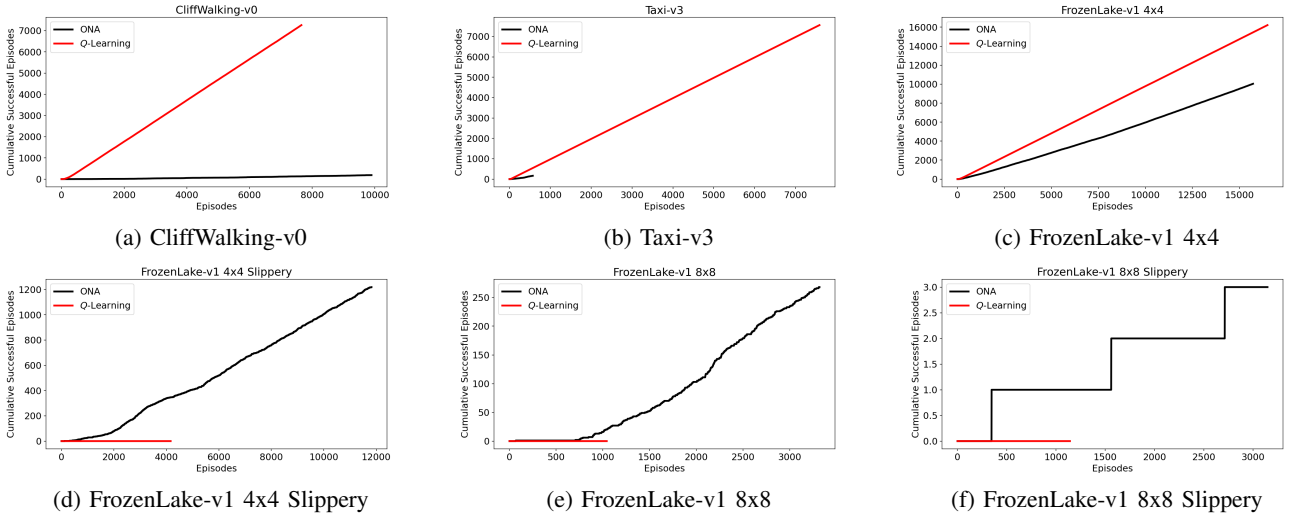 CliffWalking-v0
Cumulative Successful Episodes
7000
6000
5000
4000
3000
2000
1000
0
ONA
Q-Learning
0 2000 4000 6000 8000 10000
Episodes
(a) CliffWalking-v0
Taxi-v3
Cumulative Successful Episodes
7000
6000
5000
4000
3000
2000
1000
0
ONA
Q-Learning
0 1000 2000 3000 4000 5000 6000 7000
Episodes
(b) Taxi-v3
FrozenLake-v1 4x4
Cumulative Successful Episodes
16000
14000
12000
10000
8000
6000
4000
2000
0
ONA
Q-Learning
0 2500 5000 7500 10000 12500 15000
Episodes
(c) FrozenLake-v1 4x4
FrozenLake-v1 4x4 Slippery
Cumulative Successful Episodes
1200
1000
800
600
400
200
0
ONA
Q-Learning
0 2000 4000 6000 8000 10000 12000
Episodes
(d) FrozenLake-v1 4x4 Slippery
FrozenLake-v1 8x8
Cumulative Successful Episodes
250
200
150
100
50
0
ONA
Q-Learning
0 500 1000 1500 2000 2500 3000
Episodes
(e) FrozenLake-v1 8x8
FrozenLake-v1 8x8 Slippery
Cumulative Successful Episodes
3.0
2.5
2.0
1.5
1.0
0.5
0.0
ONA
Q-Learning
0 500 1000 1500 2000 2500 3000
Episodes
(f) FrozenLake-v1 8x8 Slippery